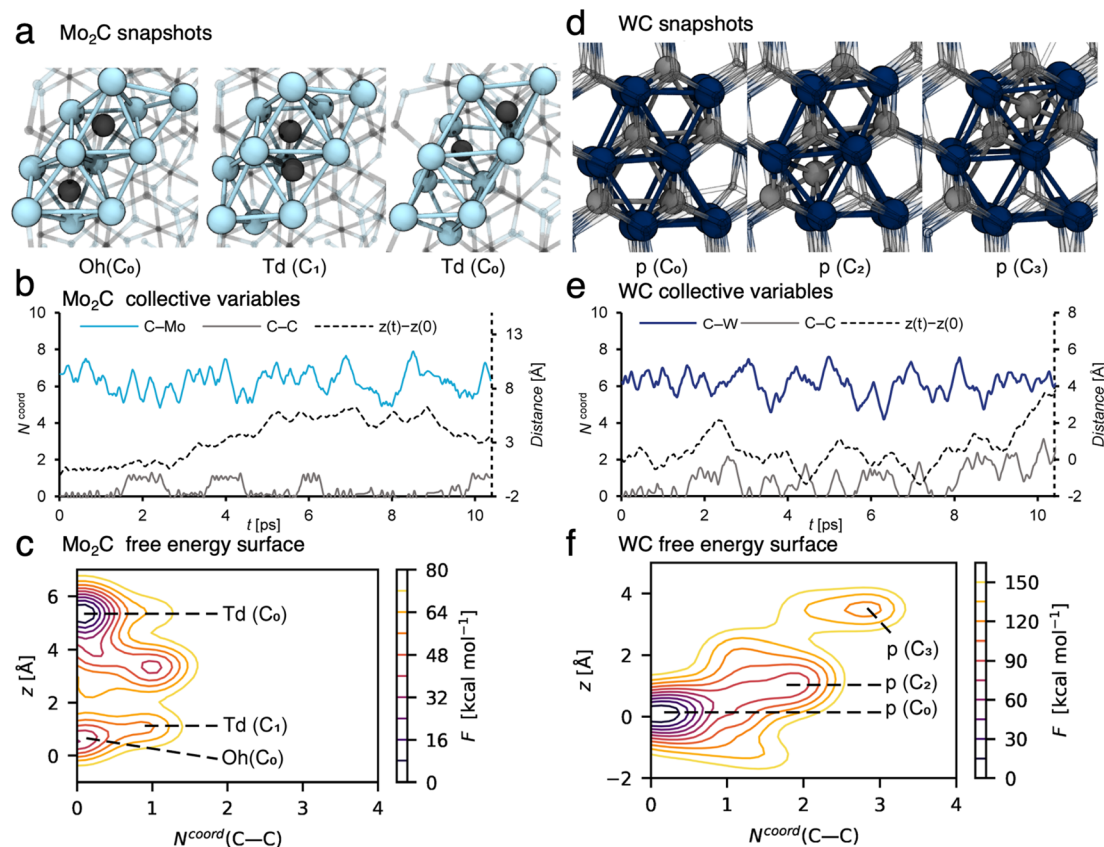 a Mo₂C snapshots
Oh(C₀) Td (C₁) Td (C₀)
b Mo₂C collective variables
C–Mo C–C z(t)–z(0)
10
8
6
4
2
0
N coord
13
8
3
-2
Distance [Å]
0 2 4 6 8 10
t [ps]
c Mo₂C free energy surface
6
4
2
0
z [Å]
Td (C₀)
Td (C₁)
Oh(C₀)
0 1 2 3 4
N^coord(C—C)
80
64
48
32
16
0
F [kcal mol⁻¹]
d WC snapshots
p (C₀) p (C₂) p (C₃)
e WC collective variables
C–W C–C z(t)–z(0)
10
8
6
4
2
0
N coord
8
6
4
2
0
-2
Distance [Å]
0 2 4 6 8 10
t [ps]
f WC free energy surface
4
2
0
−2
z [Å]
p (C₃)
p (C₂)
p (C₀)
0 1 2 3 4
N^coord(C—C)
150
120
90
60
30
0
F [kcal mol⁻¹]